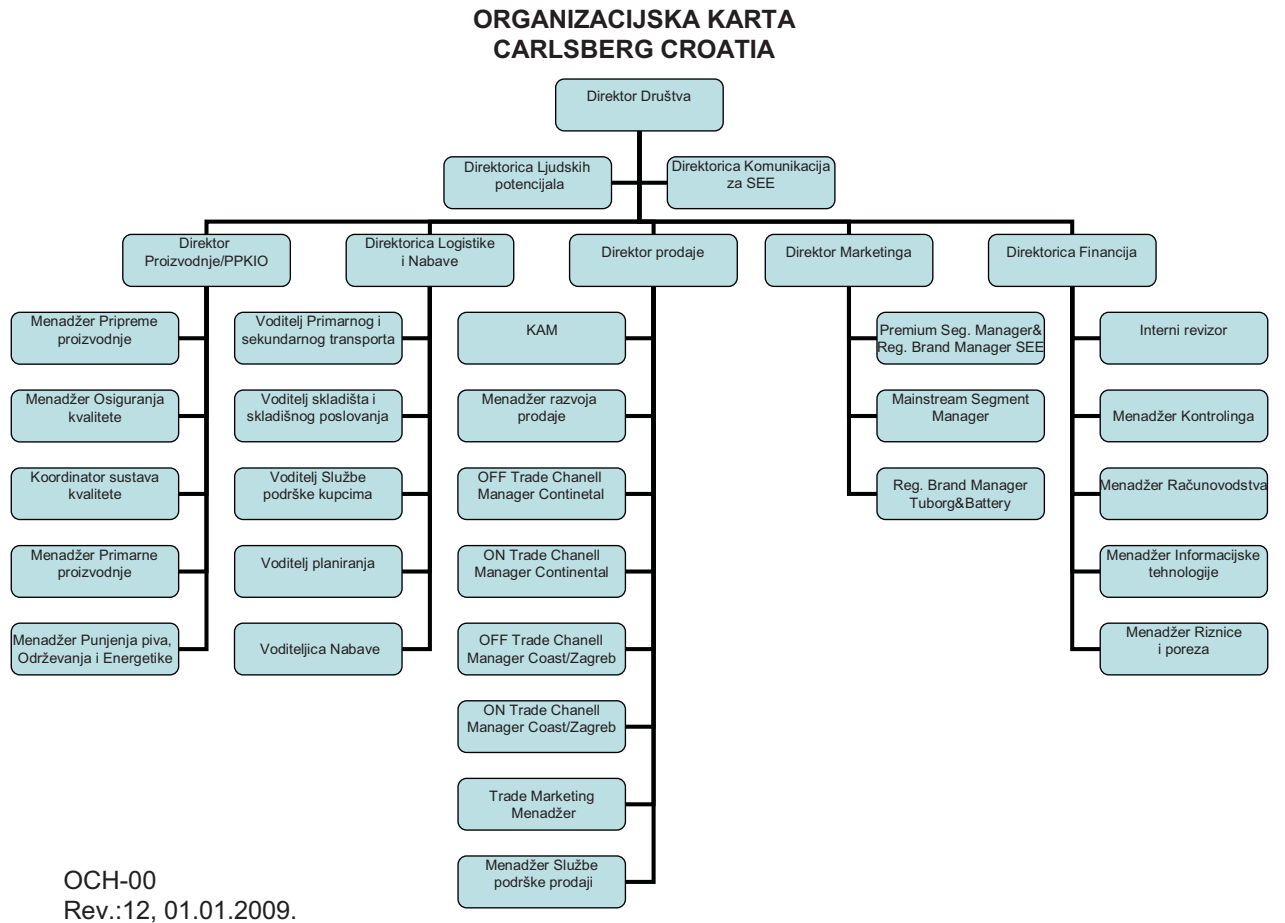 ORGANIZACIJSKA KARTA
CARLSBERG CROATIA
Direktor Društva
Direktorica Ljudskih
potencijala
Direktorica Komunikacija
za SEE
Direktor
Proizvodnje/PPKIO
Direktorica Logistike
i Nabave
Direktor prodaje
Direktor Marketinga
Direktorica Financija
Menadžer Pripreme
proizvodnje
Menadžer Osiguranja
kvalitete
Koordinator sustava
kvalitete
Menadžer Primarne
proizvodnje
Menadžer Punjenja piva,
Održevanja i Energetike
Voditelj Primarnog i
sekundarnog transporta
Voditelj skladišta i
skladišnog poslovanja
Voditelj Službe
podrške kupcima
Voditelj planiranja
Voditeljica Nabave
KAM
Menadžer razvoja
prodaje
OFF Trade Chanell
Manager Continetal
ON Trade Chanell
Manager Continental
OFF Trade Chanell
Manager Coast/Zagreb
ON Trade Chanell
Manager Coast/Zagreb
Trade Marketing
Menadžer
Menadžer Službe
podrške prodaji
Premium Seg. Manager&
Reg. Brand Manager SEE
Mainstream Segment
Manager
Reg. Brand Manager
Tuborg&Battery
Interni revizor
Menadžer Kontrolinga
Menadžer Računovodstva
Menadžer Informacijske
tehnologije
Menadžer Riznice
i poreza
OCH-00
Rev.:12, 01.01.2009.